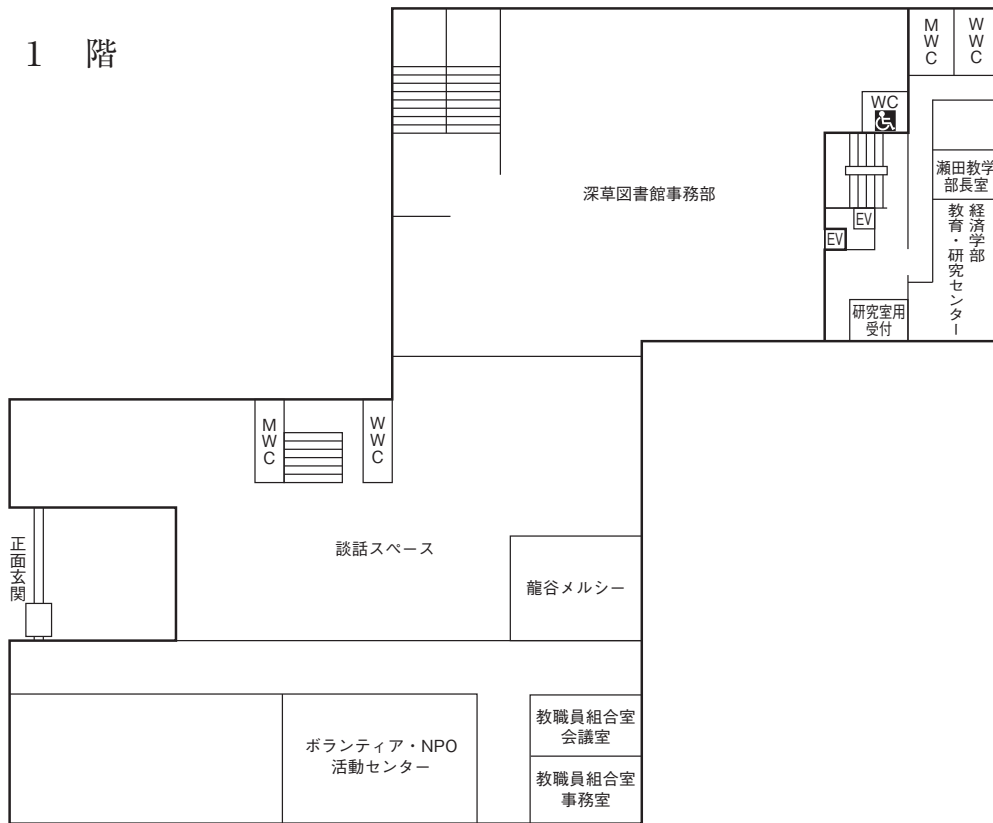 1 階
MWC
WWC
WC
瀬田教学
部長室
深草図書館事務部
EV
EV
経済学部
教育・研究センター
研究室用
受付
MWC
WWC
正面玄関
談話スペース
龍谷メルシー
教職員組合室
会議室
ボランティア・NPO
活動センター
教職員組合室
事務室